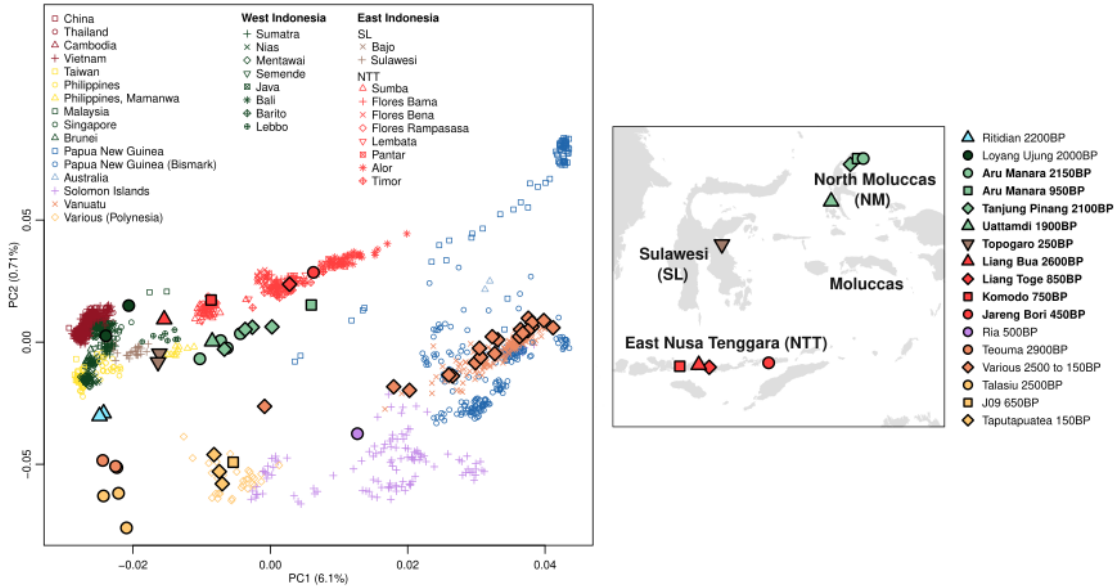 China
Thailand
Cambodia
Vietnam
Taiwan
Philippines
Philippines, Mamanwa
Malaysia
Singapore
Brunei
Papua New Guinea
Papua New Guinea (Bismark)
Australia
Solomon Islands
Vanuatu
Various (Polynesia)
West Indonesia
Sumatra
Nias
Mentawai
Semende
Java
Bali
Barito
Lebbo
East Indonesia
SL
Bajo
Sulawesi
NTT
Sumba
Flores Bama
Flores Bena
Flores Rampasasa
Lembata
Pantar
Alor
Timor
PC2 (0.71%)
0.05
0.00
−0.05
−0.02
0.00
0.02
0.04
PC1 (6.1%)
North Moluccas
(NM)
Sulawesi
(SL)
Moluccas
East Nusa Tenggara (NTT)
Ritidian 2200BP
Loyang Ujung 2000BP
Aru Manara 2150BP
Aru Manara 950BP
Tanjung Pinang 2100BP
Uattamdi 1900BP
Topogaro 250BP
Liang Bua 2600BP
Liang Toge 850BP
Komodo 750BP
Jareng Bori 450BP
Ria 500BP
Teouma 2900BP
Various 2500 to 150BP
Talasiu 2500BP
J09 650BP
Taputapuatea 150BP